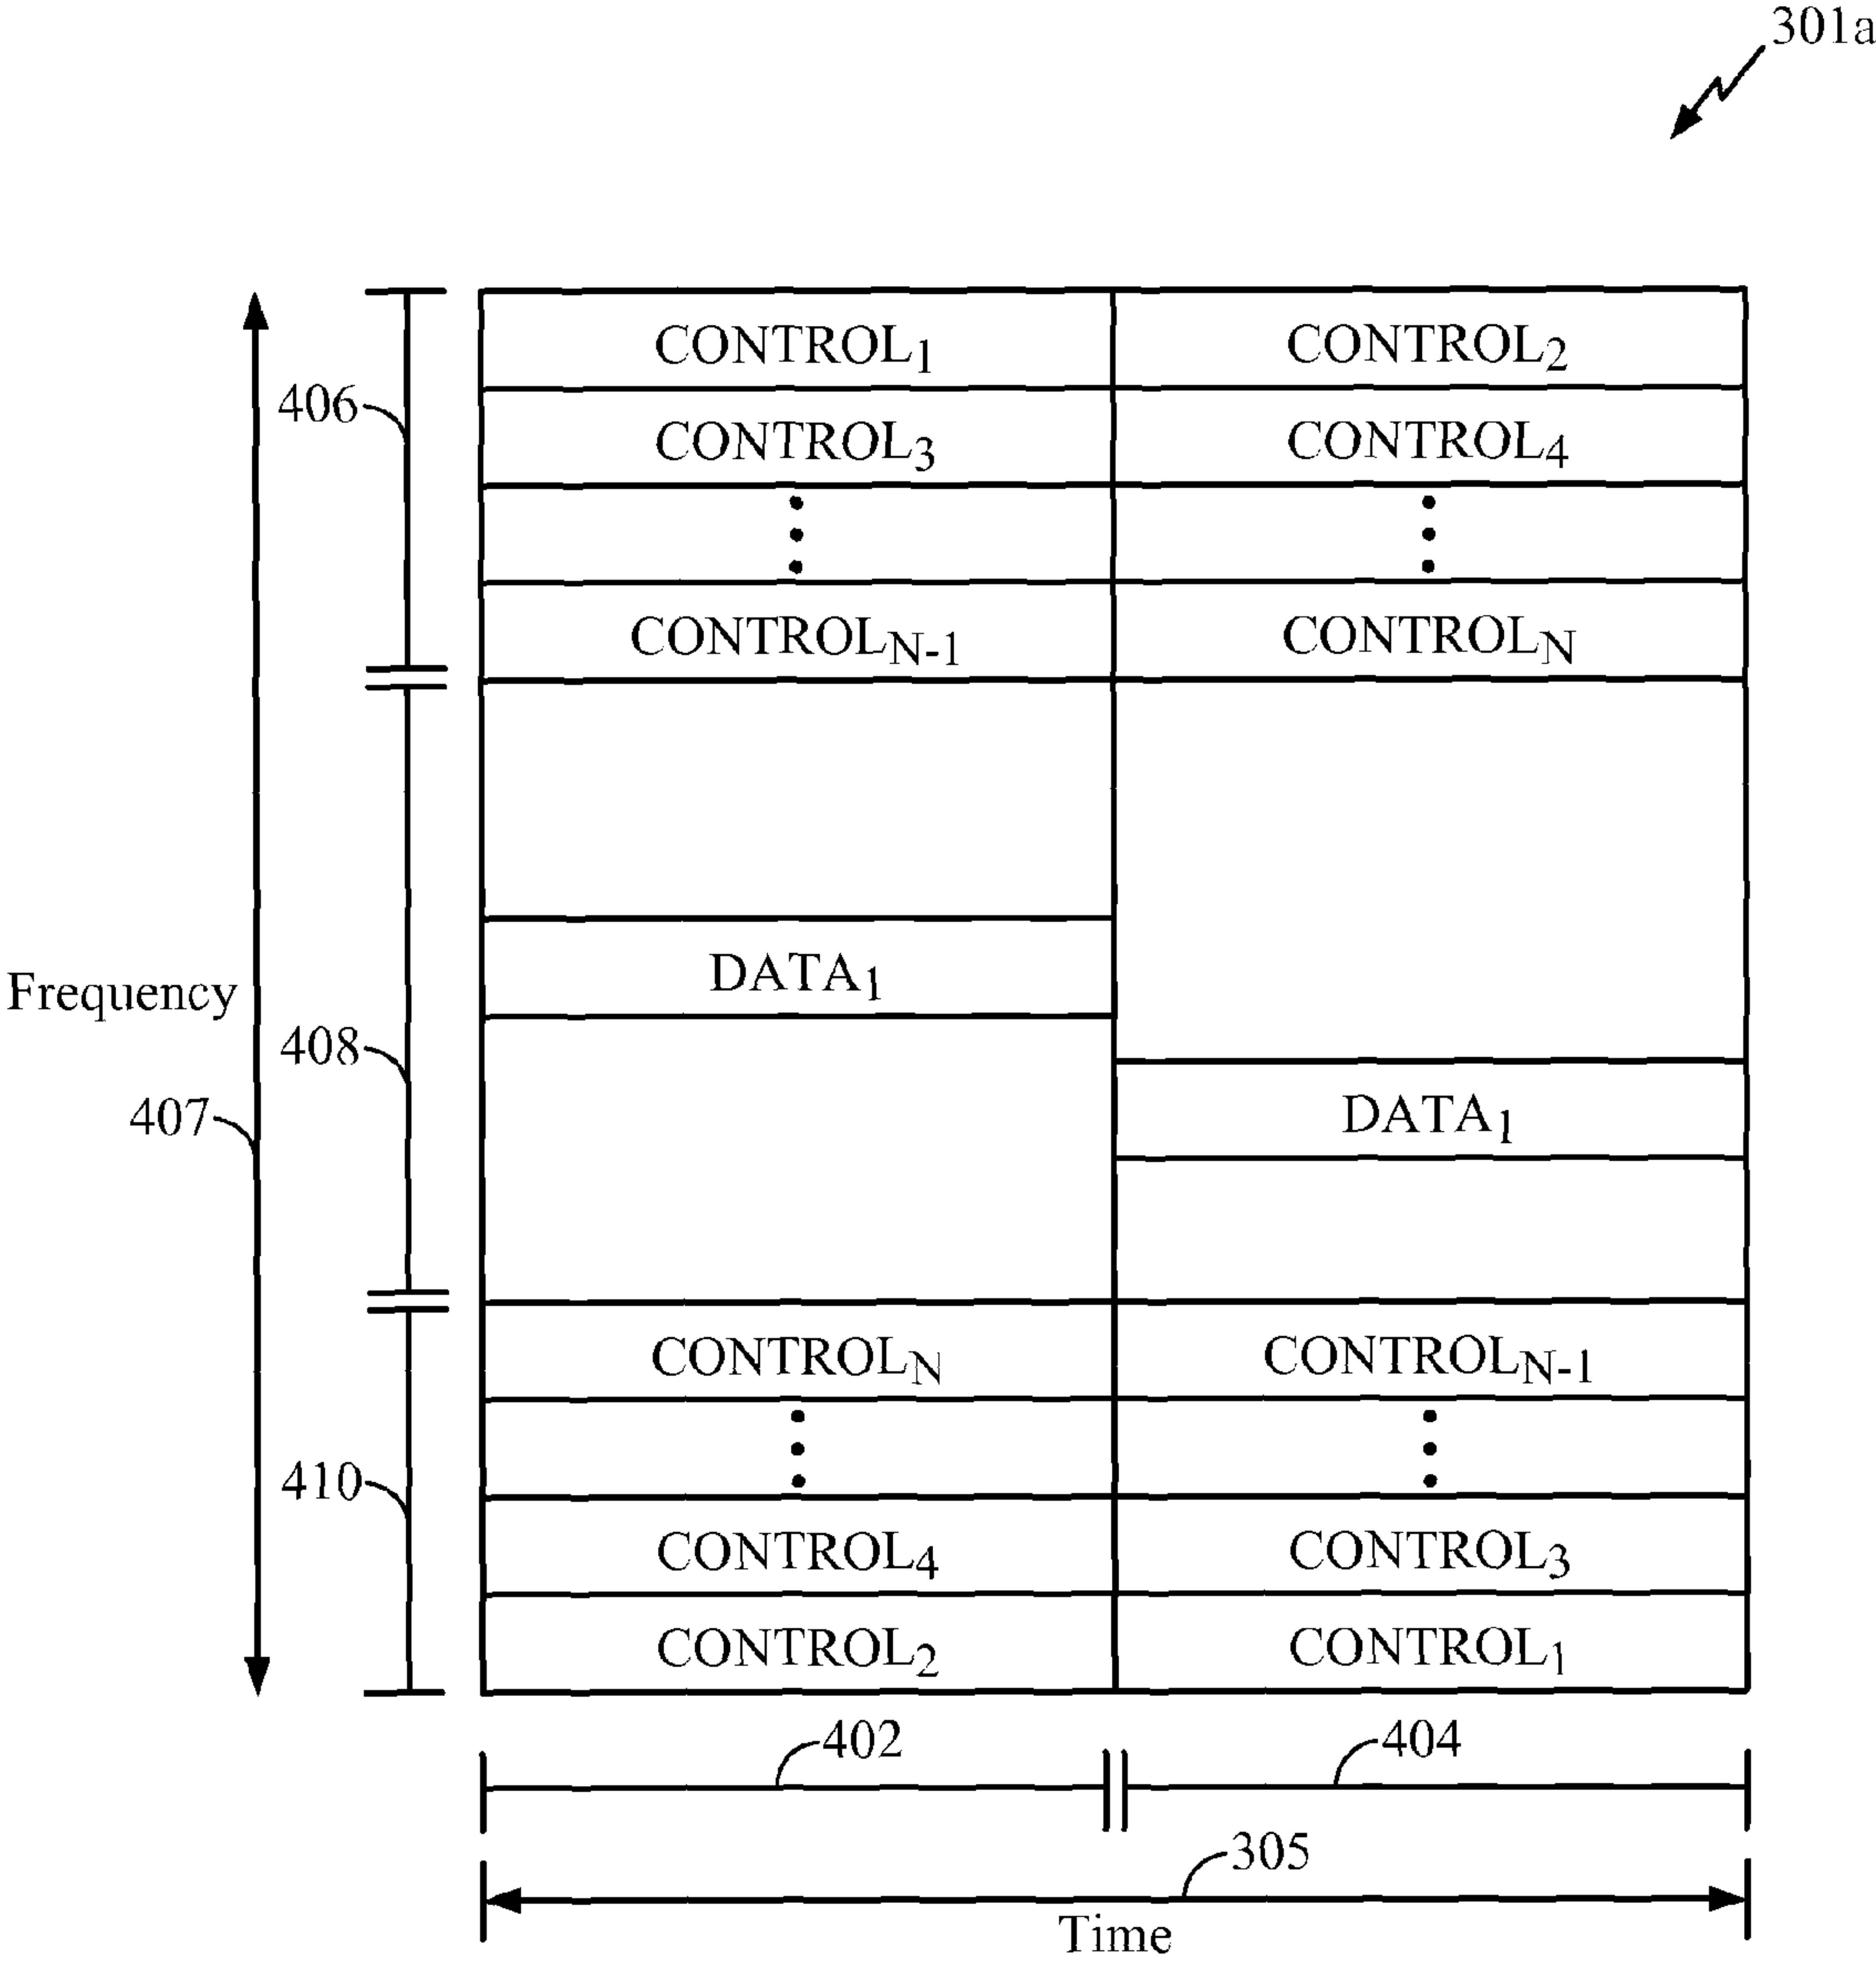 301a
CONTROL1 CONTROL2
406
CONTROL3 CONTROL4
CONTROLN-1 CONTROLN
DATA1
Frequency
408
407
DATA1
CONTROLN CONTROLN-1
410
CONTROL4 CONTROL3
CONTROL2 CONTROL1
402 404
305
Time